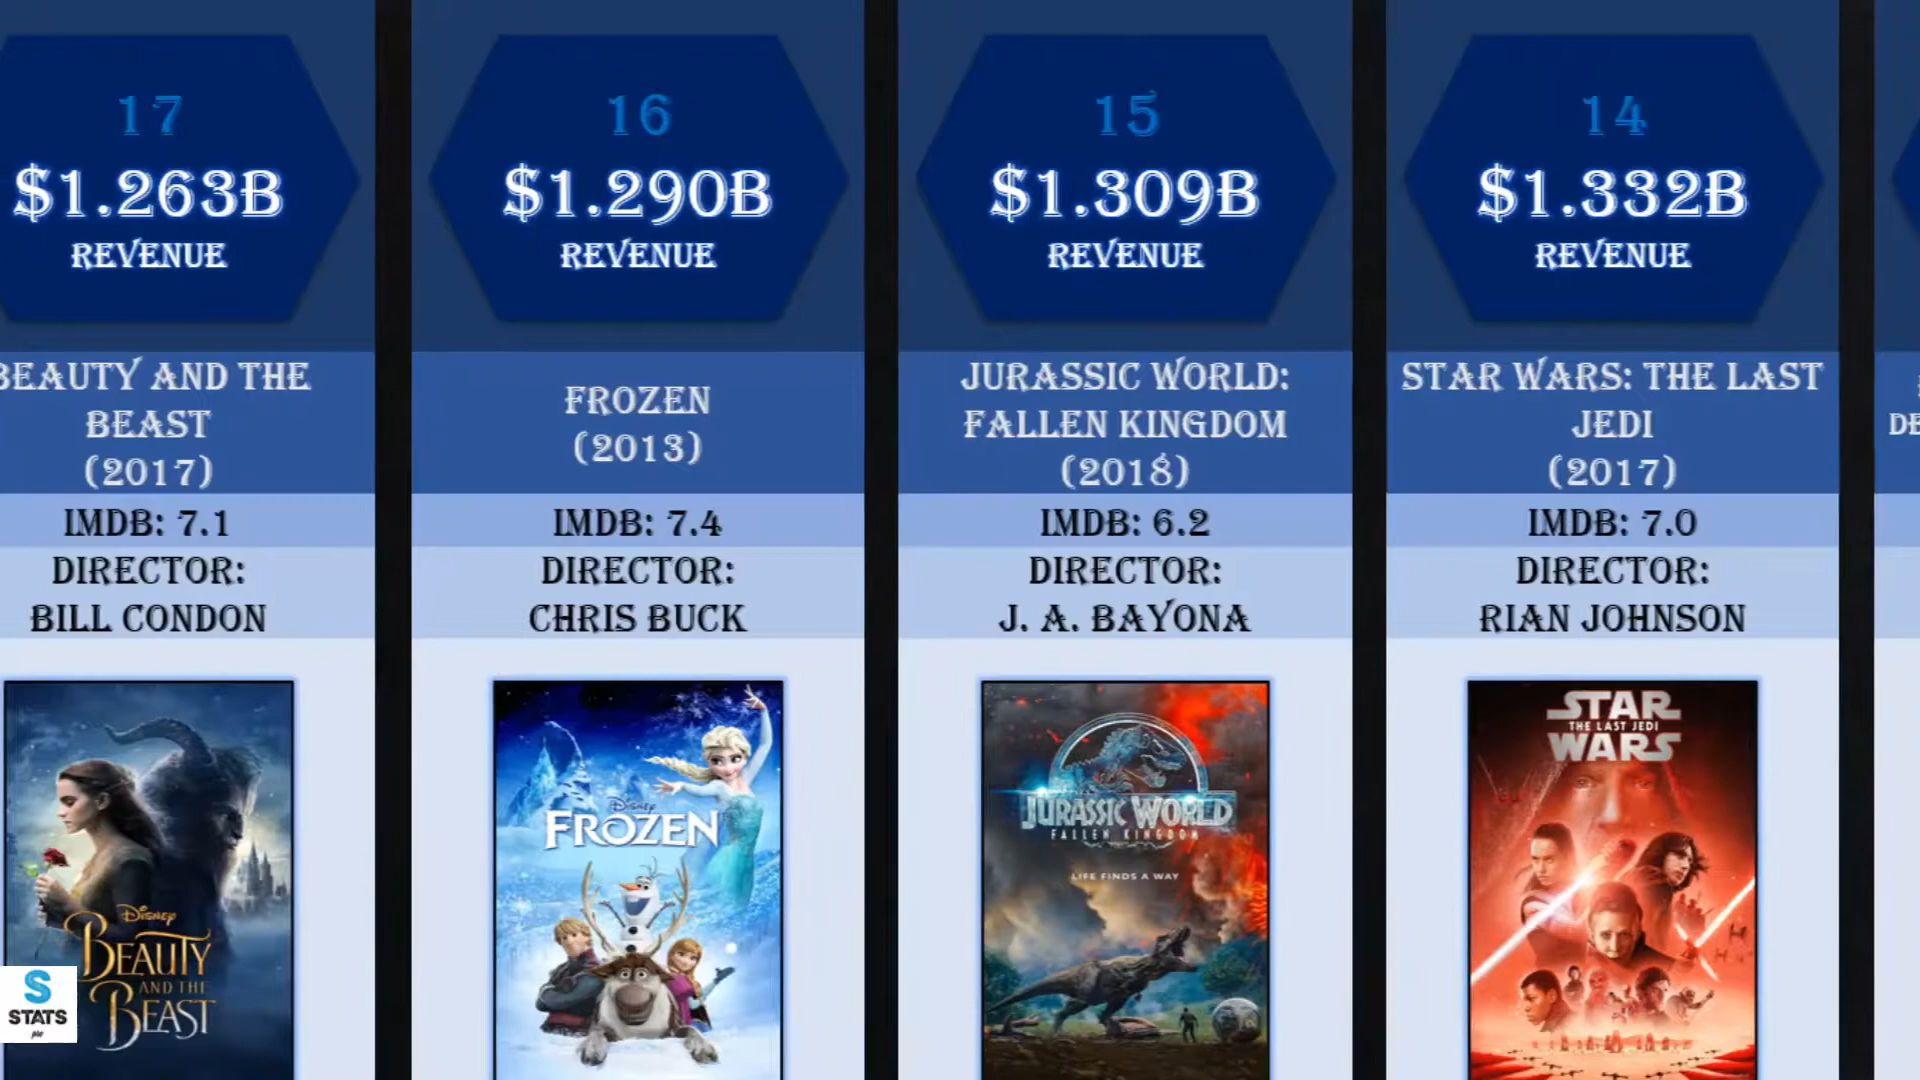 17
$1.263B
REVENUE
BEAUTY AND THE
BEAST
(2017)
IMDB: 7.1
DIRECTOR:
BILL CONDON
Disney
BEAUTY
AND THE
BEAST
S
STATS
16
$1.290B
REVENUE
FROZEN
(2013)
IMDB: 7.4
DIRECTOR:
CHRIS BUCK
Disney
FROZEN
15
$1.309B
REVENUE
JURASSIC WORLD:
FALLEN KINGDOM
(2018)
IMDB: 6.2
DIRECTOR:
J. A. BAYONA
JURASSIC WORLD
FALLEN KINGDOM
LIFE FINDS A WAY
14
$1.332B
REVENUE
STAR WARS: THE LAST
JEDI
(2017)
IMDB: 7.0
DIRECTOR:
RIAN JOHNSON
STAR
THE LAST JEDI
WARS
DE